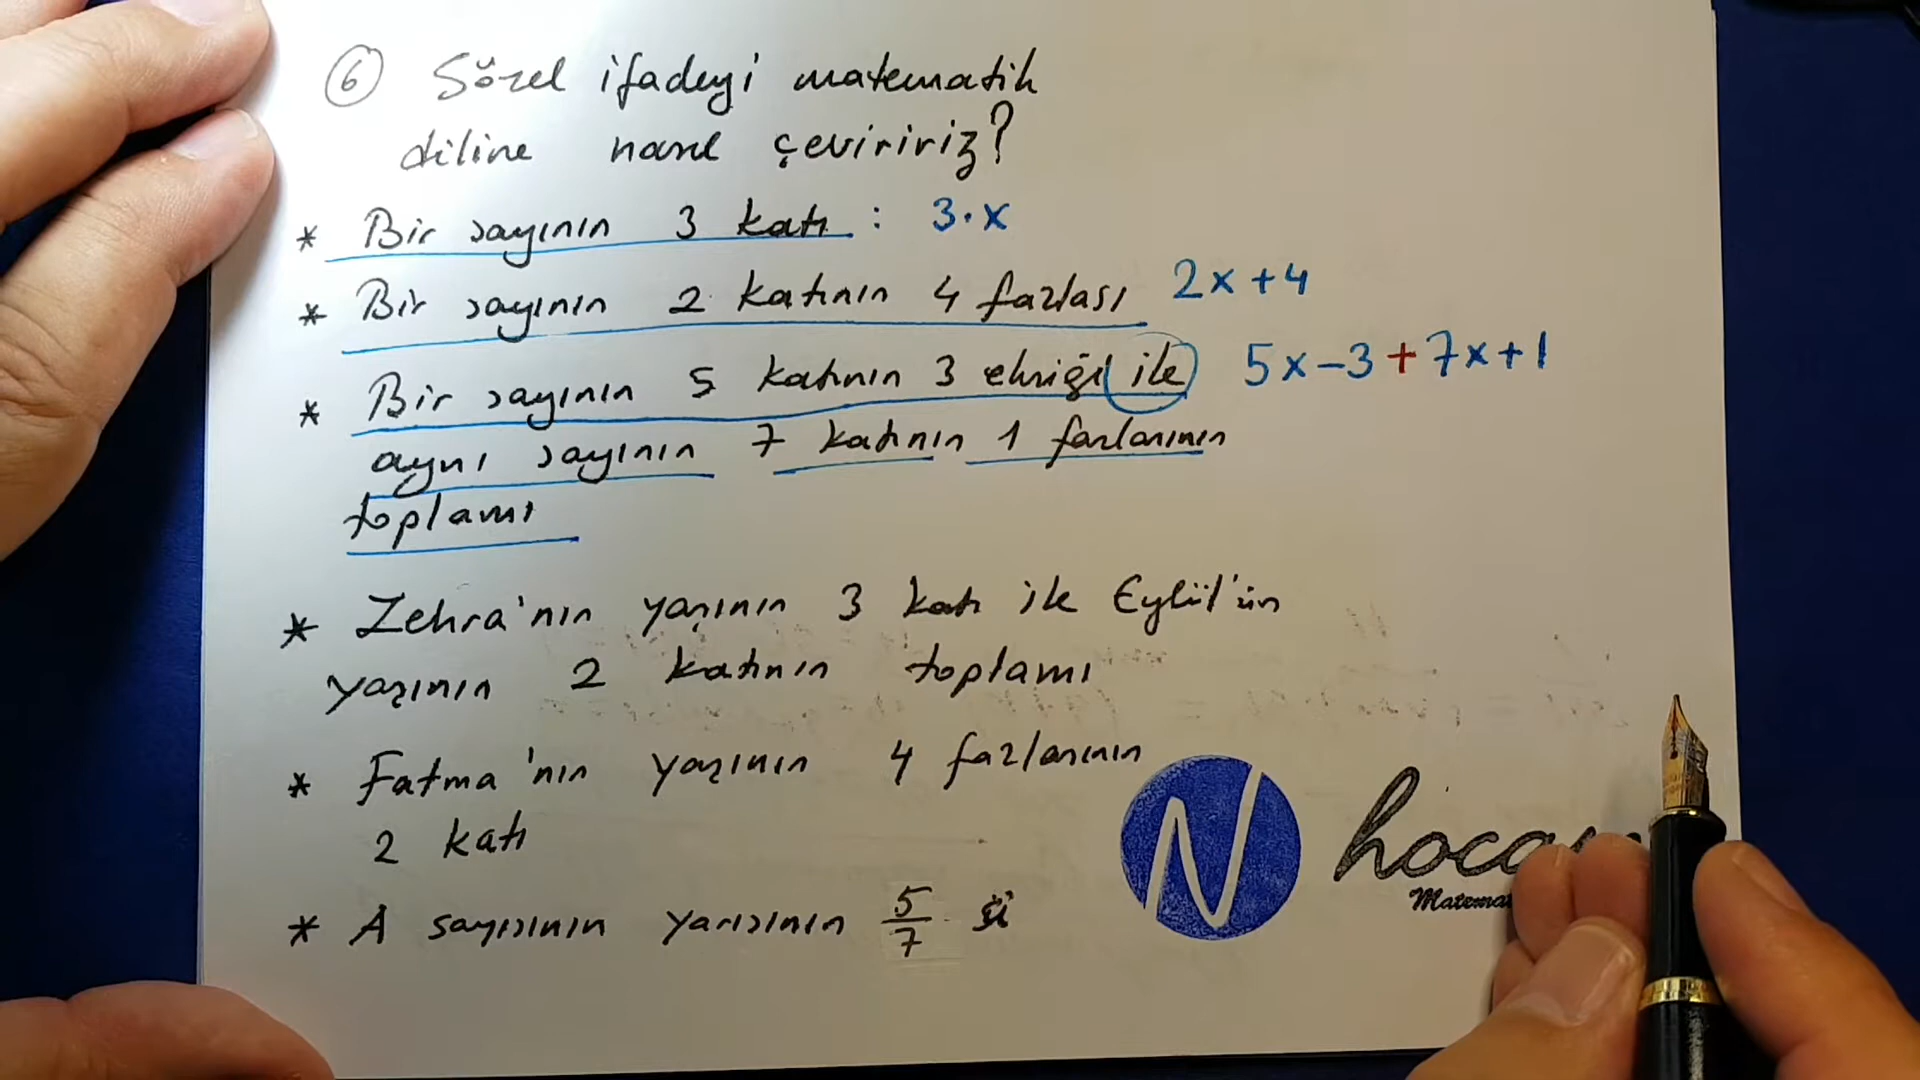 6 Sözel ifadeyi matematik
diline nasıl çeviririz?
* Bir sayının 3 katı : 3·x
* Bir sayının 2 katının 4 fazlası 2x+4
* Bir sayının 5 katının 3 eksiği ile 5x-3+7x+1
aynı sayının 7 katının 1 fazlasının
toplamı
* Zehra'nın yaşının 3 katı ile Eylül'ün
yaşının 2 katının toplamı
* Fatma'nın yaşının 4 fazlasının
2 katı
* A sayısının yarısının 5/7 si
N hocam